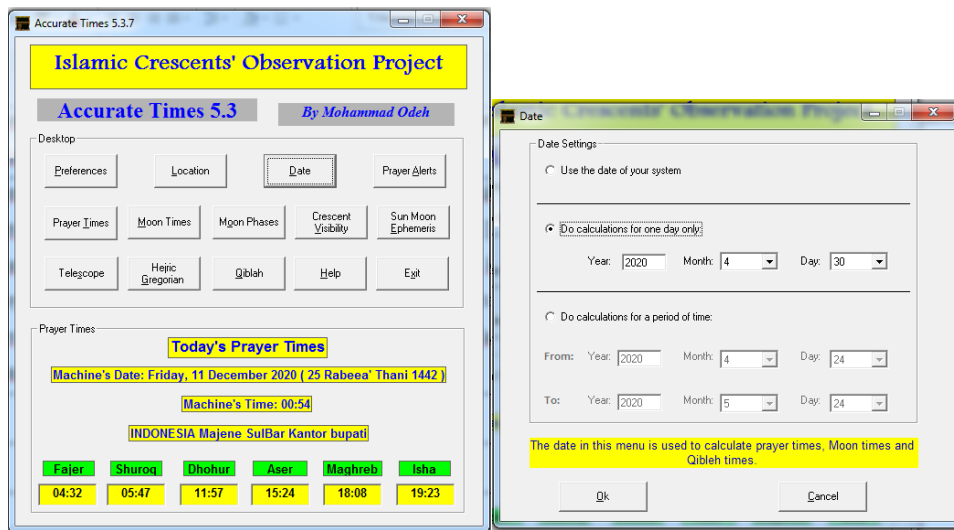 Accurate Times 5.3.7
Islamic Crescents' Observation Project
Accurate Times 5.3
By Mohammad Odeh
Desktop
Preferences
Location
Date
Prayer Alerts
Prayer Times
Moon Times
Moon Phases
Crescent
Visibility
Sun Moon
Ephemeris
Telescope
Hejric
Gregorian
Qiblah
Help
Exit
Prayer Times
Today's Prayer Times
Machine's Date: Friday, 11 December 2020 ( 25 Rabeea' Thani 1442 )
Machine's Time: 00:54
INDONESIA Majene SulBar Kantor bupati
Fajer Shuroq Dhohur Aser Maghreb Isha
04:32 05:47 11:57 15:24 18:08 19:23
Date
Date Settings
Use the date of your system
Do calculations for one day only:
Year: 2020 Month: 4 Day: 30
Do calculations for a period of time:
From: Year: 2020 Month: 4 Day: 24
To: Year: 2020 Month: 5 Day: 24
The date in this menu is used to calculate prayer times, Moon times and
Qibleh times.
Ok
Cancel